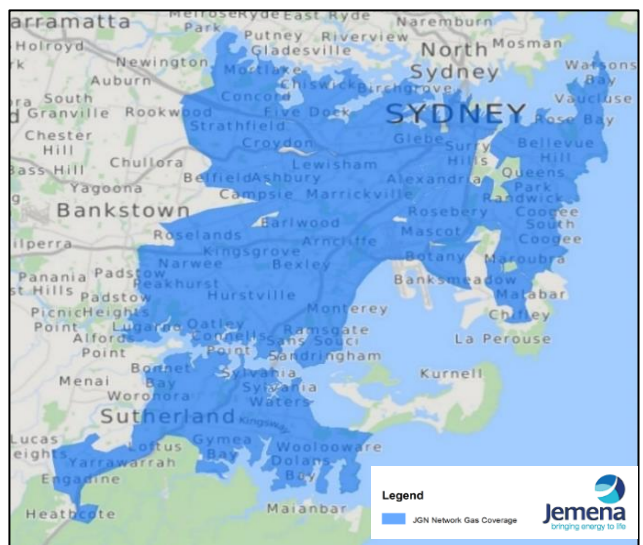 arramatta
Melrose
Park
Ryde
East Ryde
Naremburn
Holroyd
Putney
Riverview
Mosman
Gladesville
North
Sydney
Newington
Watsons
Bay
Auburn
Mortlake
Chiswick
Birchgrove
Vaucluse
South
Granville
Rookwood
Concord
Five Dock
SYDNEY
Rose Bay
Strathfield
Chester
Hill
Croydon
Glebe
Surry
Hills
Bellevue
Hill
Chullora
Lewisham
Bass Hill
Belfield
Ashbury
Alexandria
Queens
Park
Yagoona
Campsie
Marrickville
Randwick
Bankstown
Rosebery
Coogee
Earlwood
South
Coogee
Roselands
Arncliffe
Mascot
ilperra
Kingsgrove
Botany
Maroubra
Narwee
Bexley
Panania
Padstow
Peakhurst
Banksmeadow
st Hills
Padstow
Heights
Hurstville
Malabar
Picnic
Point
Monterey
Chifley
Lugarno
Oatley
Ramsgate
Alfords
Point
Connells
Point
Sans Souci
La Perouse
Sandringham
Bonnet
Bay
Menai
Sylvania
Kurnell
Woronora
Sylvania
Waters
Sutherland
Kingsway
Lucas
eights
Loftus
Gymea
Bay
Woolooware
Yarrawarrah
Dolans
Bay
Engadine
Maianbar
Heathcote
Legend
JGN Network Gas Coverage
Jemena
bringing energy to life